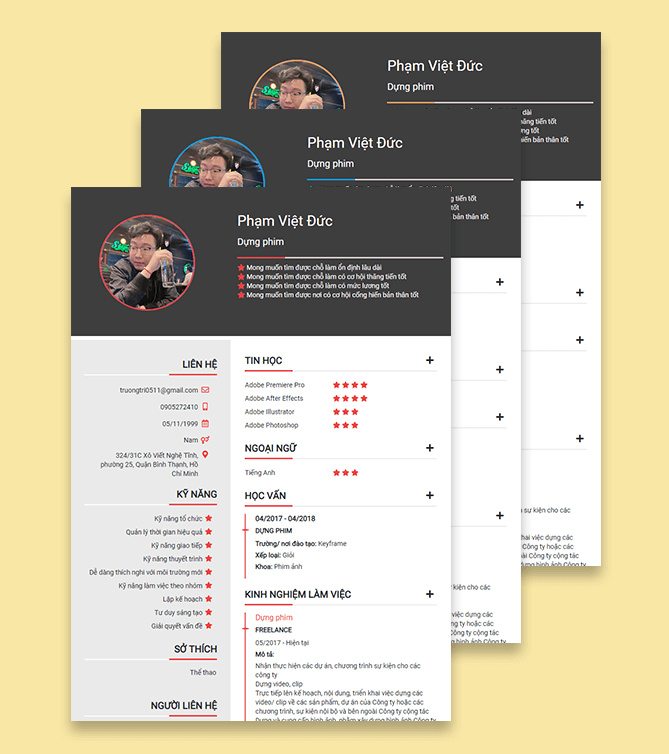 Phạm Việt Đức
Dựng phim
dài
thăng tiến tốt
ơng tốt
iến bản thân tốt
Phạm Việt Đức
Dựng phim
ng tiến tốt
tốt
bản thân tốt
Phạm Việt Đức
Dựng phim
Mong muốn tìm được chỗ làm ổn định lâu dài
Mong muốn tìm được chỗ làm có cơ hội thăng tiến tốt
Mong muốn tìm được chỗ làm có mức lương tốt
Mong muốn tìm được nơi có cơ hội cống hiến bản thân tốt
LIÊN HỆ
truongtri0511@gmail.com
0905272410
05/11/1999
Nam
324/31C Xô Viết Nghệ Tĩnh,
phường 25, Quận Bình Thạnh, Hồ
Chí Minh
KỸ NĂNG
Kỹ năng tổ chức
Quản lý thời gian hiệu quả
Kỹ năng giao tiếp
Kỹ năng thuyết trình
Dễ dàng thích nghi với môi trường mới
Kỹ năng làm việc theo nhóm
Lập kế hoạch
Tư duy sáng tạo
Giải quyết vấn đề
SỞ THÍCH
Thể thao
NGƯỜI LIÊN HỆ
TIN HỌC
Adobe Premiere Pro
Adobe After Effects
Adobe Illustrator
Adobe Photoshop
NGOẠI NGỮ
Tiếng Anh
HỌC VẤN
04/2017 - 04/2018
DỰNG PHIM
Trường/ nơi đào tạo: Keyframe
Xếp loại: Giỏi
Khoa: Phim ảnh
KINH NGHIỆM LÀM VIỆC
Dựng phim
FREELANCE
05/2017 - Hiện tại
Mô tả:
Nhận thực hiện các dự án, chương trình sự kiện cho các
công ty
Dựng video, clip
Trực tiếp lên kế hoạch, nội dung, triển khai việc dựng các
video/ clip về các sản phẩm, dự án của Công ty hoặc các
chương trình, sự kiện nội bộ và bên ngoài Công ty cộng tác
Dựng và cung cấp hình ảnh, nhằm xây dựng hình ảnh Công ty
sự kiện cho các
khai việc dựng các
ông ty hoặc các
Công ty cộng tác
dựng hình ảnh Công ty
kiện cho các
việc dựng các
ty hoặc các
Công ty cộng tác
hình ảnh Công ty